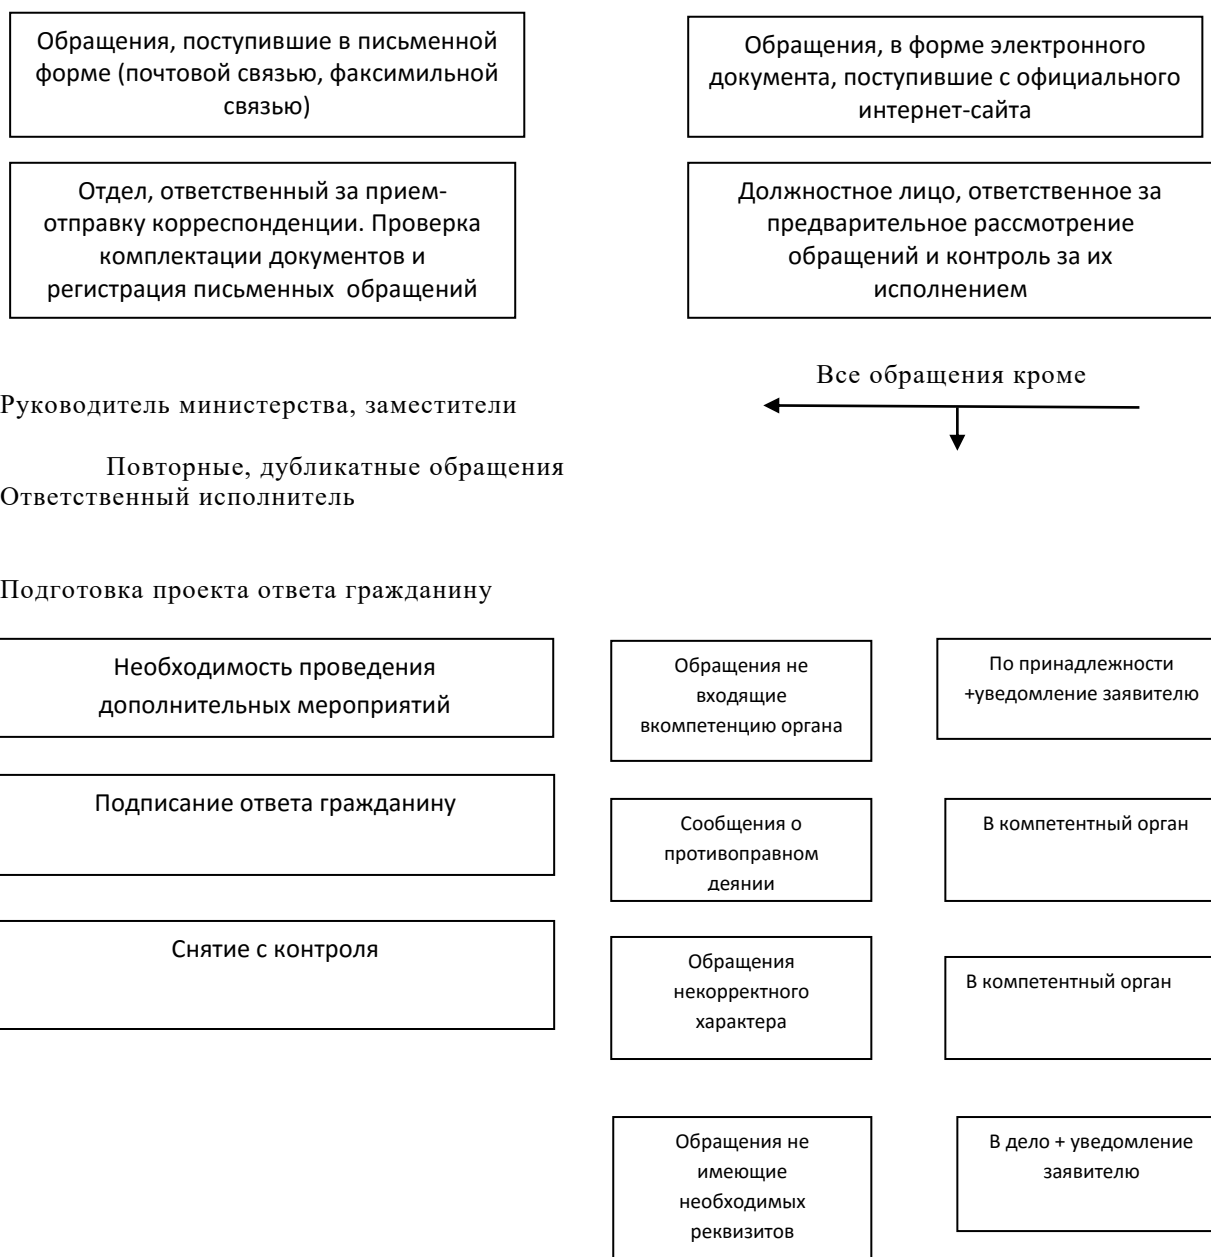 Обращения, поступившие в письменной
форме (почтовой связью, факсимильной
связью)
Обращения, в форме электронного
документа, поступившие с официального
интернет-сайта
Отдел, ответственный за прием-
отправку корреспонденции. Проверка
комплектации документов и
регистрация письменных  обращений
Должностное лицо, ответственное за
предварительное рассмотрение
обращений и контроль за их
исполнением
Все обращения кроме
Руководитель министерства, заместители
Повторные, дубликатные обращения
Ответственный исполнитель
Подготовка проекта ответа гражданину
Необходимость проведения
дополнительных мероприятий
Обращения не
входящие
вкомпетенцию органа
По принадлежности
+уведомление заявителю
Подписание ответа гражданину
Сообщения о
противоправном
деянии
В компетентный орган
Снятие с контроля
Обращения
некорректного
характера
В компетентный орган
Обращения не
имеющие
необходимых
реквизитов
В дело + уведомление
заявителю